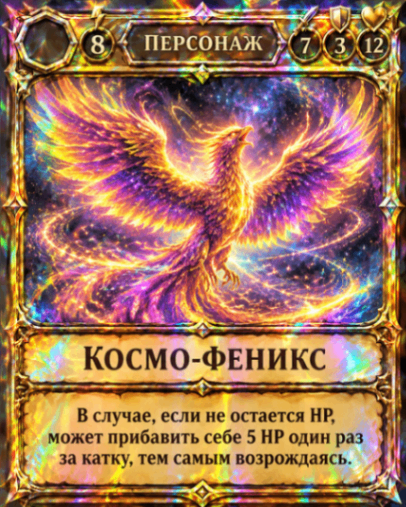 8 Персонаж 7 3 12
Космо-феникс
В случае, если не остается HP,
может прибавить себе 5 HP один раз
за катку, тем самым возрождаясь.